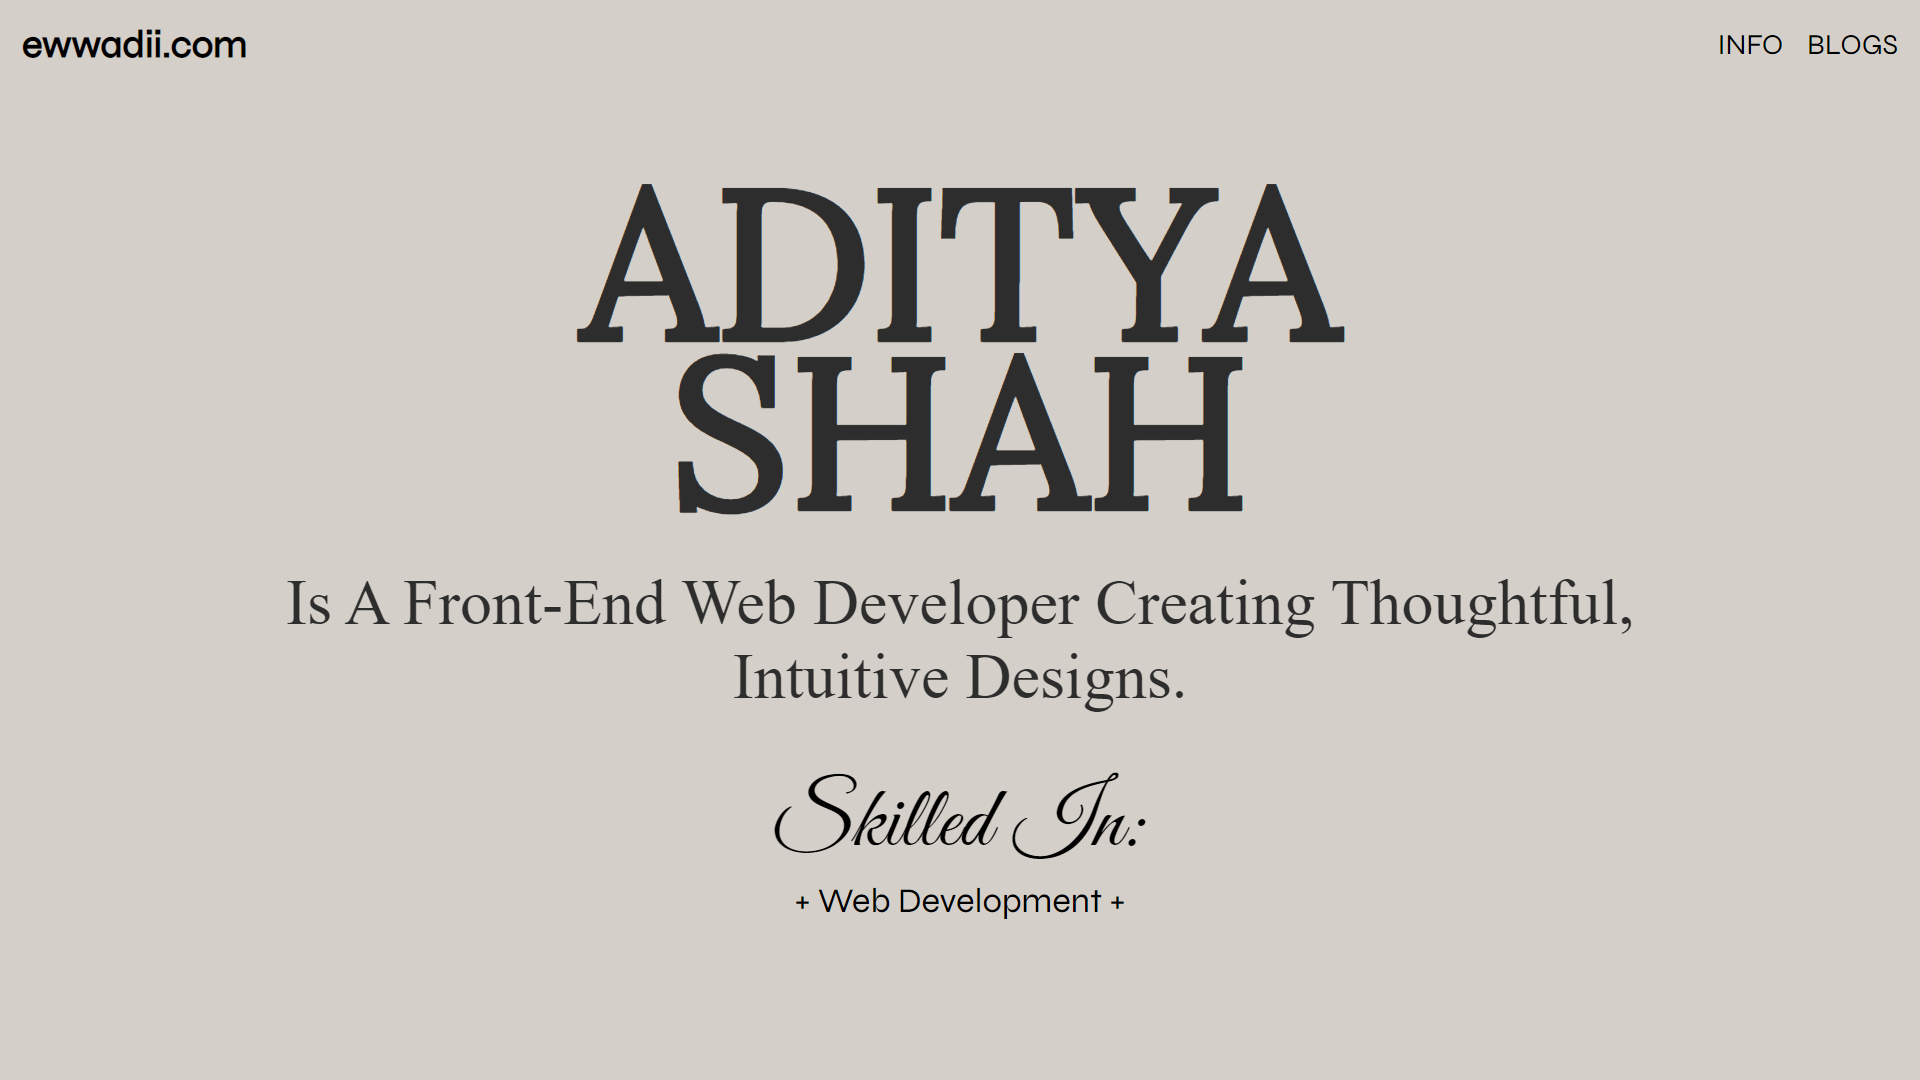 ewwadii.com
INFO BLOGS
ADITYA
SHAH
Is A Front-End Web Developer Creating Thoughtful,
Intuitive Designs.
Skilled In:
+ Web Development +